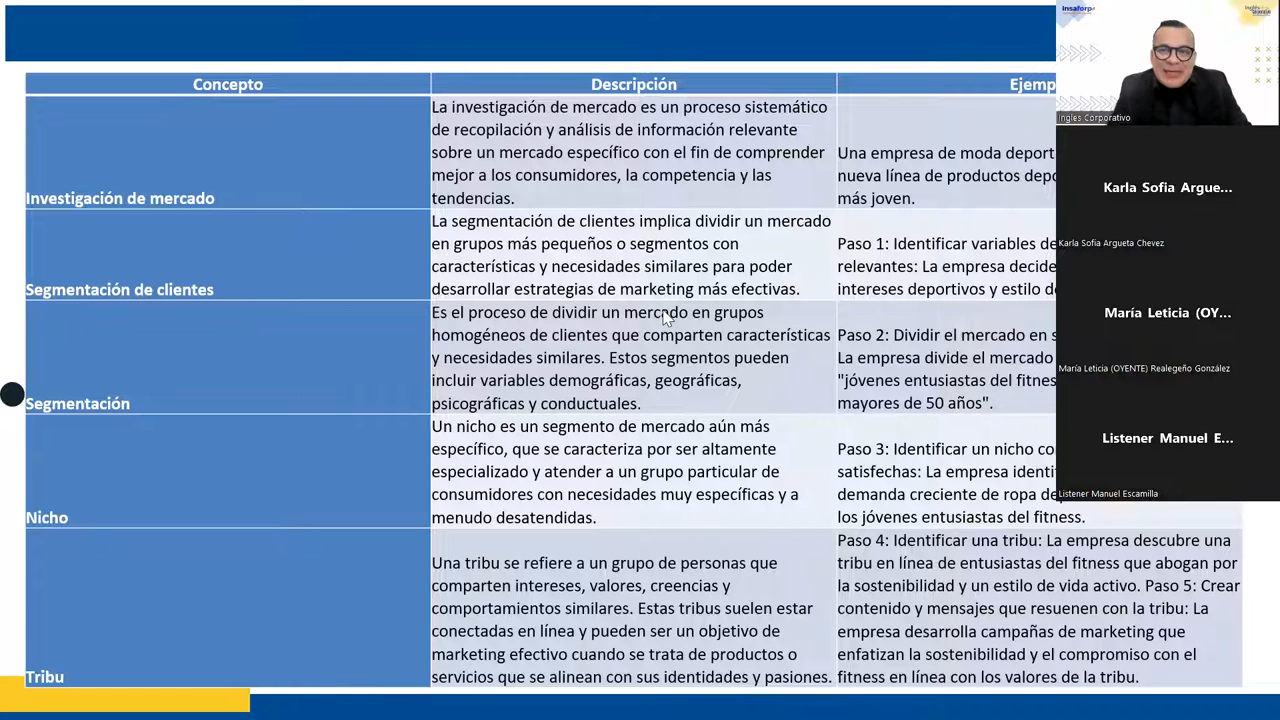 Concepto
Descripción
Ejemp
Investigación de mercado
La investigación de mercado es un proceso sistemático
de recopilación y análisis de información relevante
sobre un mercado específico con el fin de comprender
mejor a los consumidores, la competencia y las
tendencias.
Una empresa de moda deport
nueva línea de productos depo
más joven.
Segmentación de clientes
La segmentación de clientes implica dividir un mercado
en grupos más pequeños o segmentos con
características y necesidades similares para poder
desarrollar estrategias de marketing más efectivas.
Paso 1: Identificar variables de
relevantes: La empresa decide
intereses deportivos y estilo d
Segmentación
Es el proceso de dividir un mercado en grupos
homogéneos de clientes que comparten características
y necesidades similares. Estos segmentos pueden
incluir variables demográficas, geográficas,
psicográficas y conductuales.
Paso 2: Dividir el mercado en s
La empresa divide el mercado
"jóvenes entusiastas del fitnes
mayores de 50 años".
Nicho
Un nicho es un segmento de mercado aún más
específico, que se caracteriza por ser altamente
especializado y atender a un grupo particular de
consumidores con necesidades muy específicas y a
menudo desatendidas.
Paso 3: Identificar un nicho co
satisfechas: La empresa identi
demanda creciente de ropa de
los jóvenes entusiastas del fitness.
Tribu
Una tribu se refiere a un grupo de personas que
comparten intereses, valores, creencias y
comportamientos similares. Estas tribus suelen estar
conectadas en línea y pueden ser un objetivo de
marketing efectivo cuando se trata de productos o
servicios que se alinean con sus identidades y pasiones.
Paso 4: Identificar una tribu: La empresa descubre una
tribu en línea de entusiastas del fitness que abogan por
la sostenibilidad y un estilo de vida activo. Paso 5: Crear
contenido y mensajes que resuenen con la tribu: La
empresa desarrolla campañas de marketing que
enfatizan la sostenibilidad y el compromiso con el
fitness en línea con los valores de la tribu.
insaforp
Ingles Corporativo
Karla Sofia Argue...
Karla Sofia Argueta Chevez
María Leticia (OY...
María Leticia (OYENTE) Realegeño González
Listener Manuel E...
Listener Manuel Escamilla